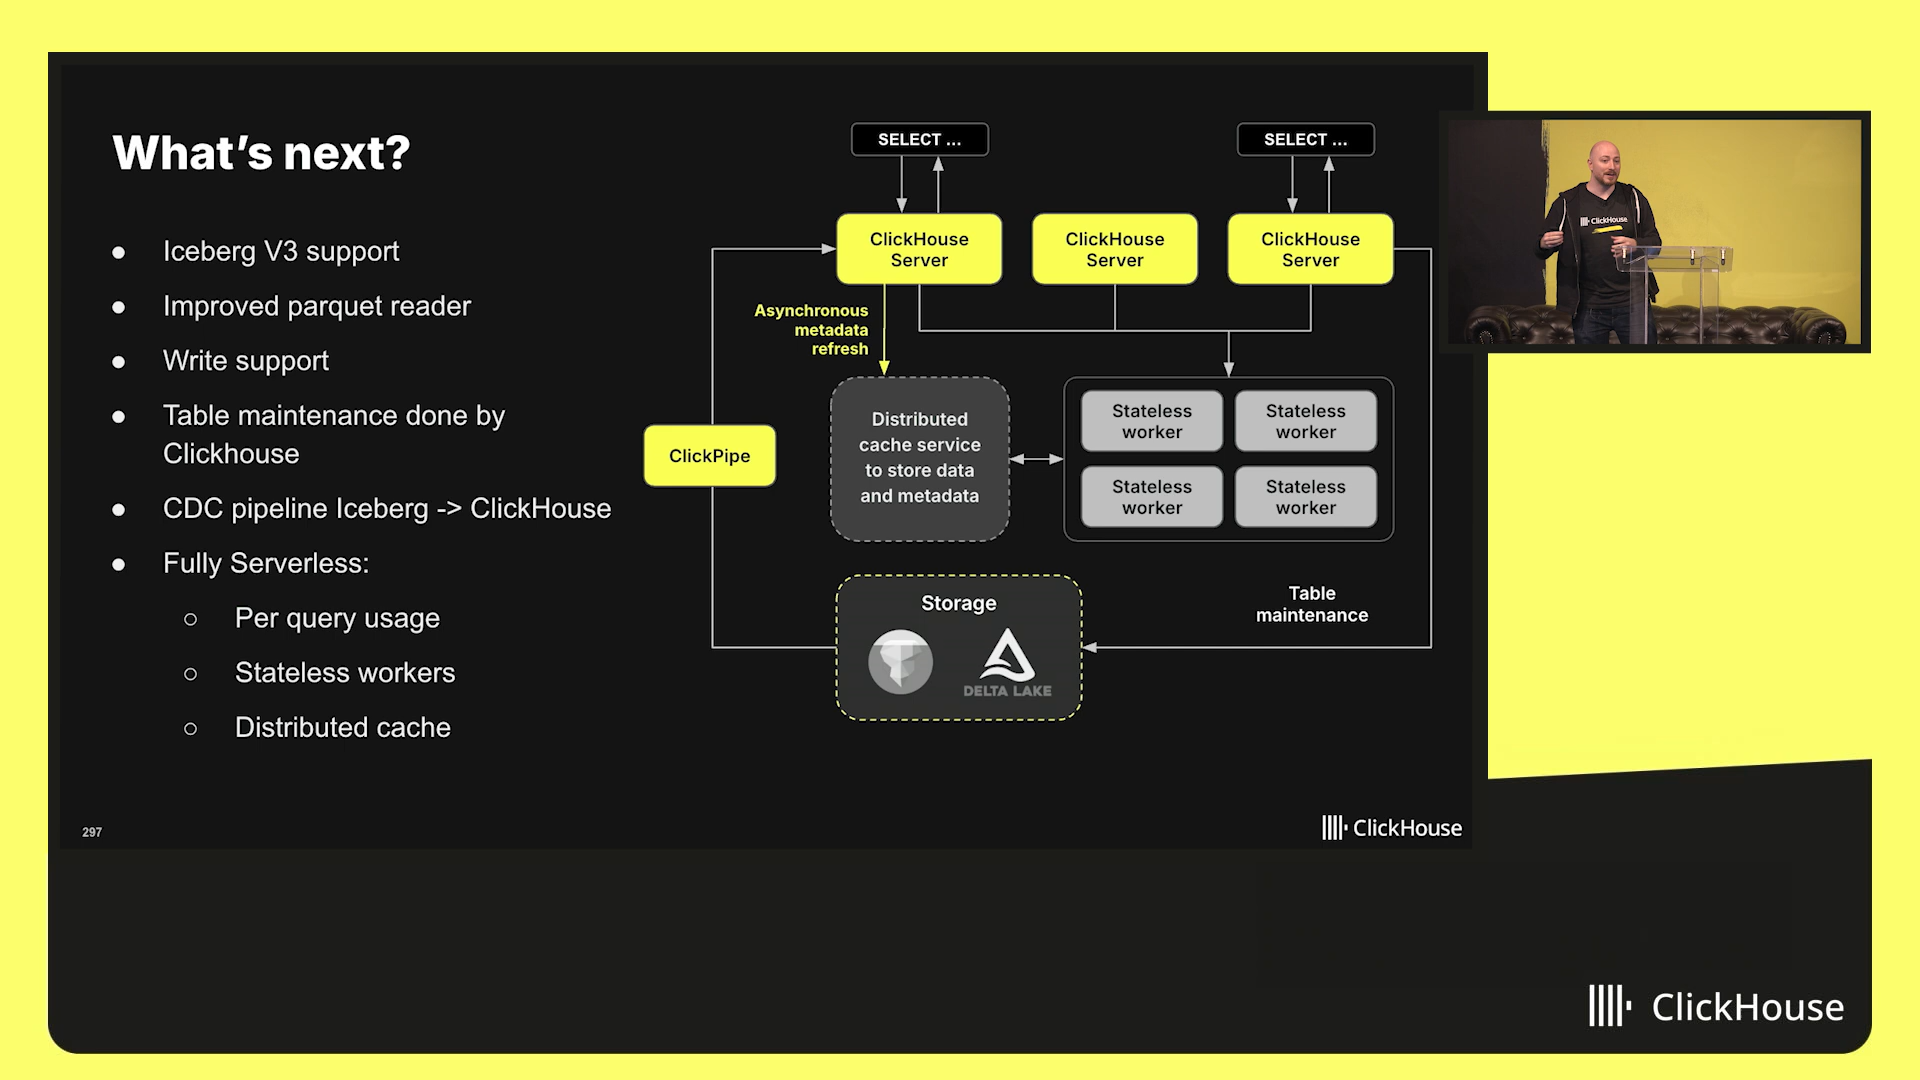 What's next?
● Iceberg V3 support
● Improved parquet reader
● Write support
● Table maintenance done by
Clickhouse
● CDC pipeline Iceberg -> ClickHouse
● Fully Serverless:
○ Per query usage
○ Stateless workers
○ Distributed cache
SELECT ...
SELECT ...
ClickHouse
Server
ClickHouse
Server
ClickHouse
Server
Asynchronous
metadata
refresh
ClickPipe
Distributed
cache service
to store data
and metadata
Stateless
worker
Stateless
worker
Stateless
worker
Stateless
worker
Storage
DELTA LAKE
Table
maintenance
297
ClickHouse
ClickHouse
ClickHouse